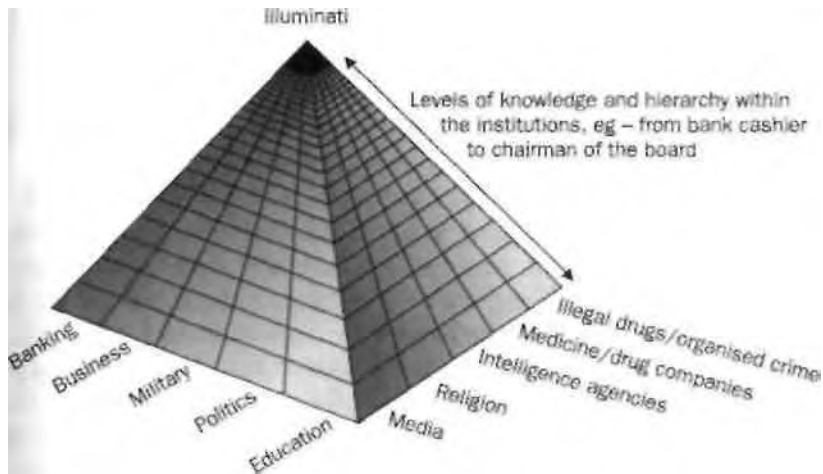 Illuminati
Levels of knowledge and hierarchy within
the institutions, eg – from bank cashier
to chairman of the board
Banking
Business
Military
Politics
Education
Media
Religion
Intelligence agencies
Medicine/drug companies
Illegal drugs/organised crime